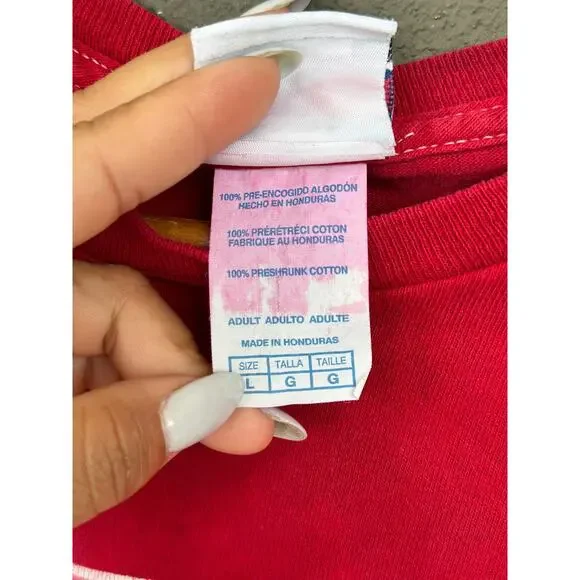 100% PRE-ENCOGIDO ALGODÓN
HECHO EN HONDURAS
100% PRÉRÉTRÉCI COTON
FABRIQUE AU HONDURAS
100% PRESHRUNK COTTON
ADULT ADULTO ADULTE
MADE IN HONDURAS
SIZE TALLA TAILLE
L G G